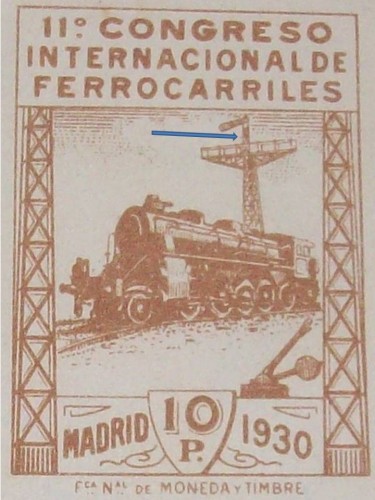 11º CONGRESO
INTERNACIONAL DE
FERROCARRILES
MADRID 10 P. 1930
FCA NAL DE MONEDA Y TIMBRE